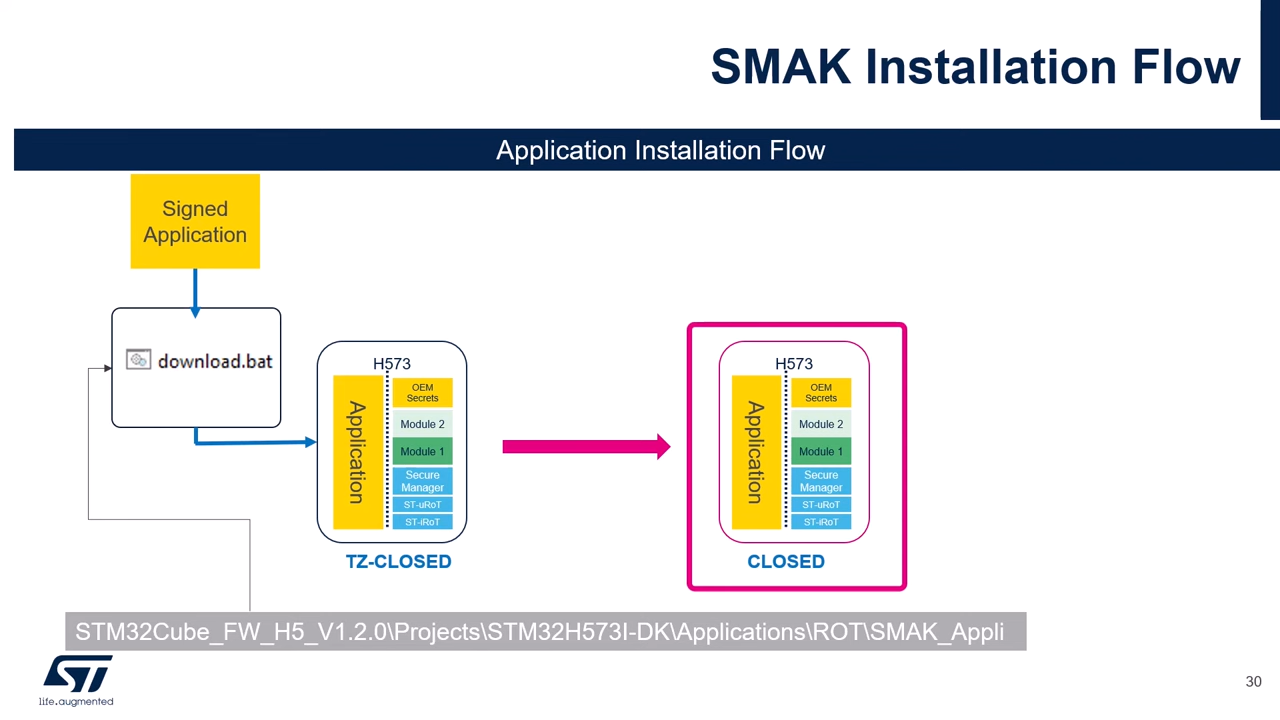 SMAK Installation Flow
Application Installation Flow
Signed
Application
download.bat
H573
Application
OEM
Secrets
Module 2
Module 1
Secure
Manager
ST-uRoT
ST-iRoT
TZ-CLOSED
H573
Application
OEM
Secrets
Module 2
Module 1
Secure
Manager
ST-uRoT
ST-iRoT
CLOSED
STM32Cube_FW_H5_V1.2.0\Projects\STM32H573I-DK\Applications\ROT\SMAK_Appli
ST
life.augmented
30